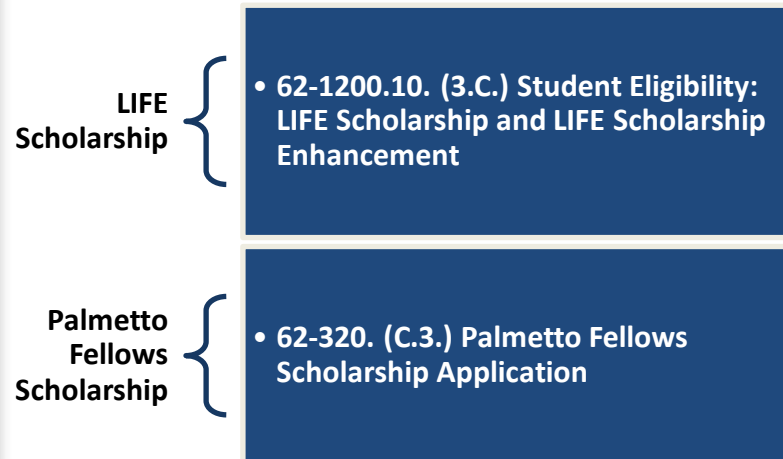 LIFE
Scholarship
• 62-1200.10. (3.C.) Student Eligibility:
LIFE Scholarship and LIFE Scholarship
Enhancement
Palmetto
Fellows
Scholarship
• 62-320. (C.3.) Palmetto Fellows
Scholarship Application